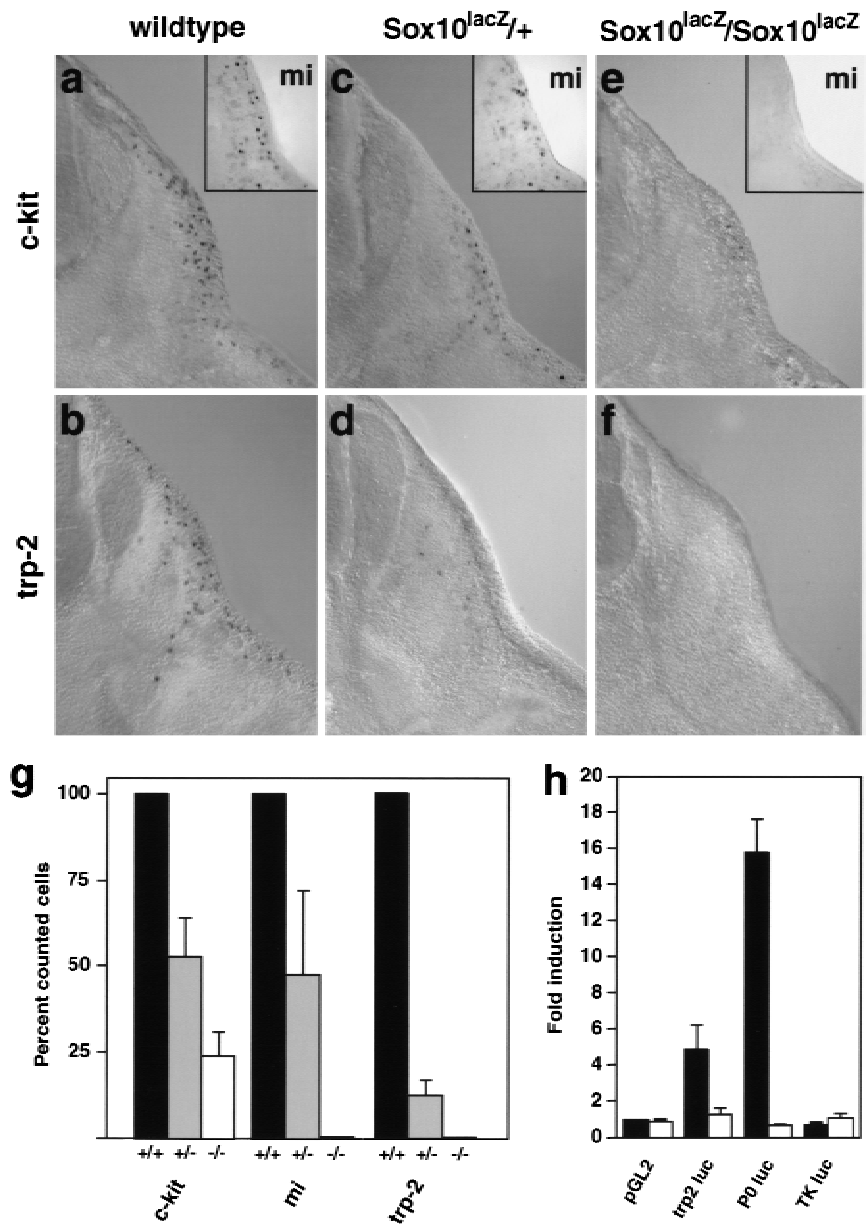 wildtype
Sox10lacZ/+
Sox10lacZ/Sox10lacZ
a
mi
c
mi
e
mi
c-kit
b
d
f
trp-2
g
Percent counted cells
100
75
50
25
+/+ +/- -/-
+/+ +/- -/-
+/+ +/- -/-
c-kit
mi
trp-2
h
Fold induction
20
18
16
14
12
10
8
6
4
2
0
pGL2
trp2 luc
P0 luc
TK luc